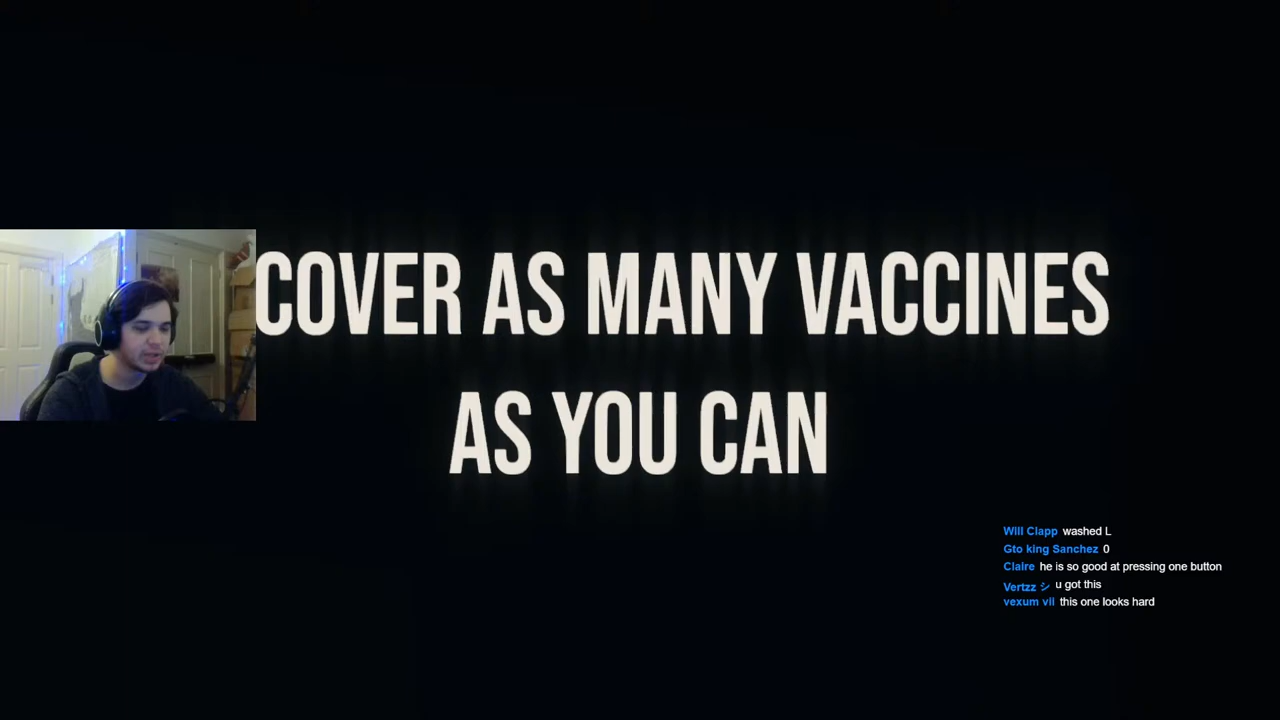 COVER AS MANY VACCINES
AS YOU CAN
Will Clapp washed L
Gto king Sanchez 0
Claire he is so good at pressing one button
Vertzz シ u got this
vexum vii this one looks hard